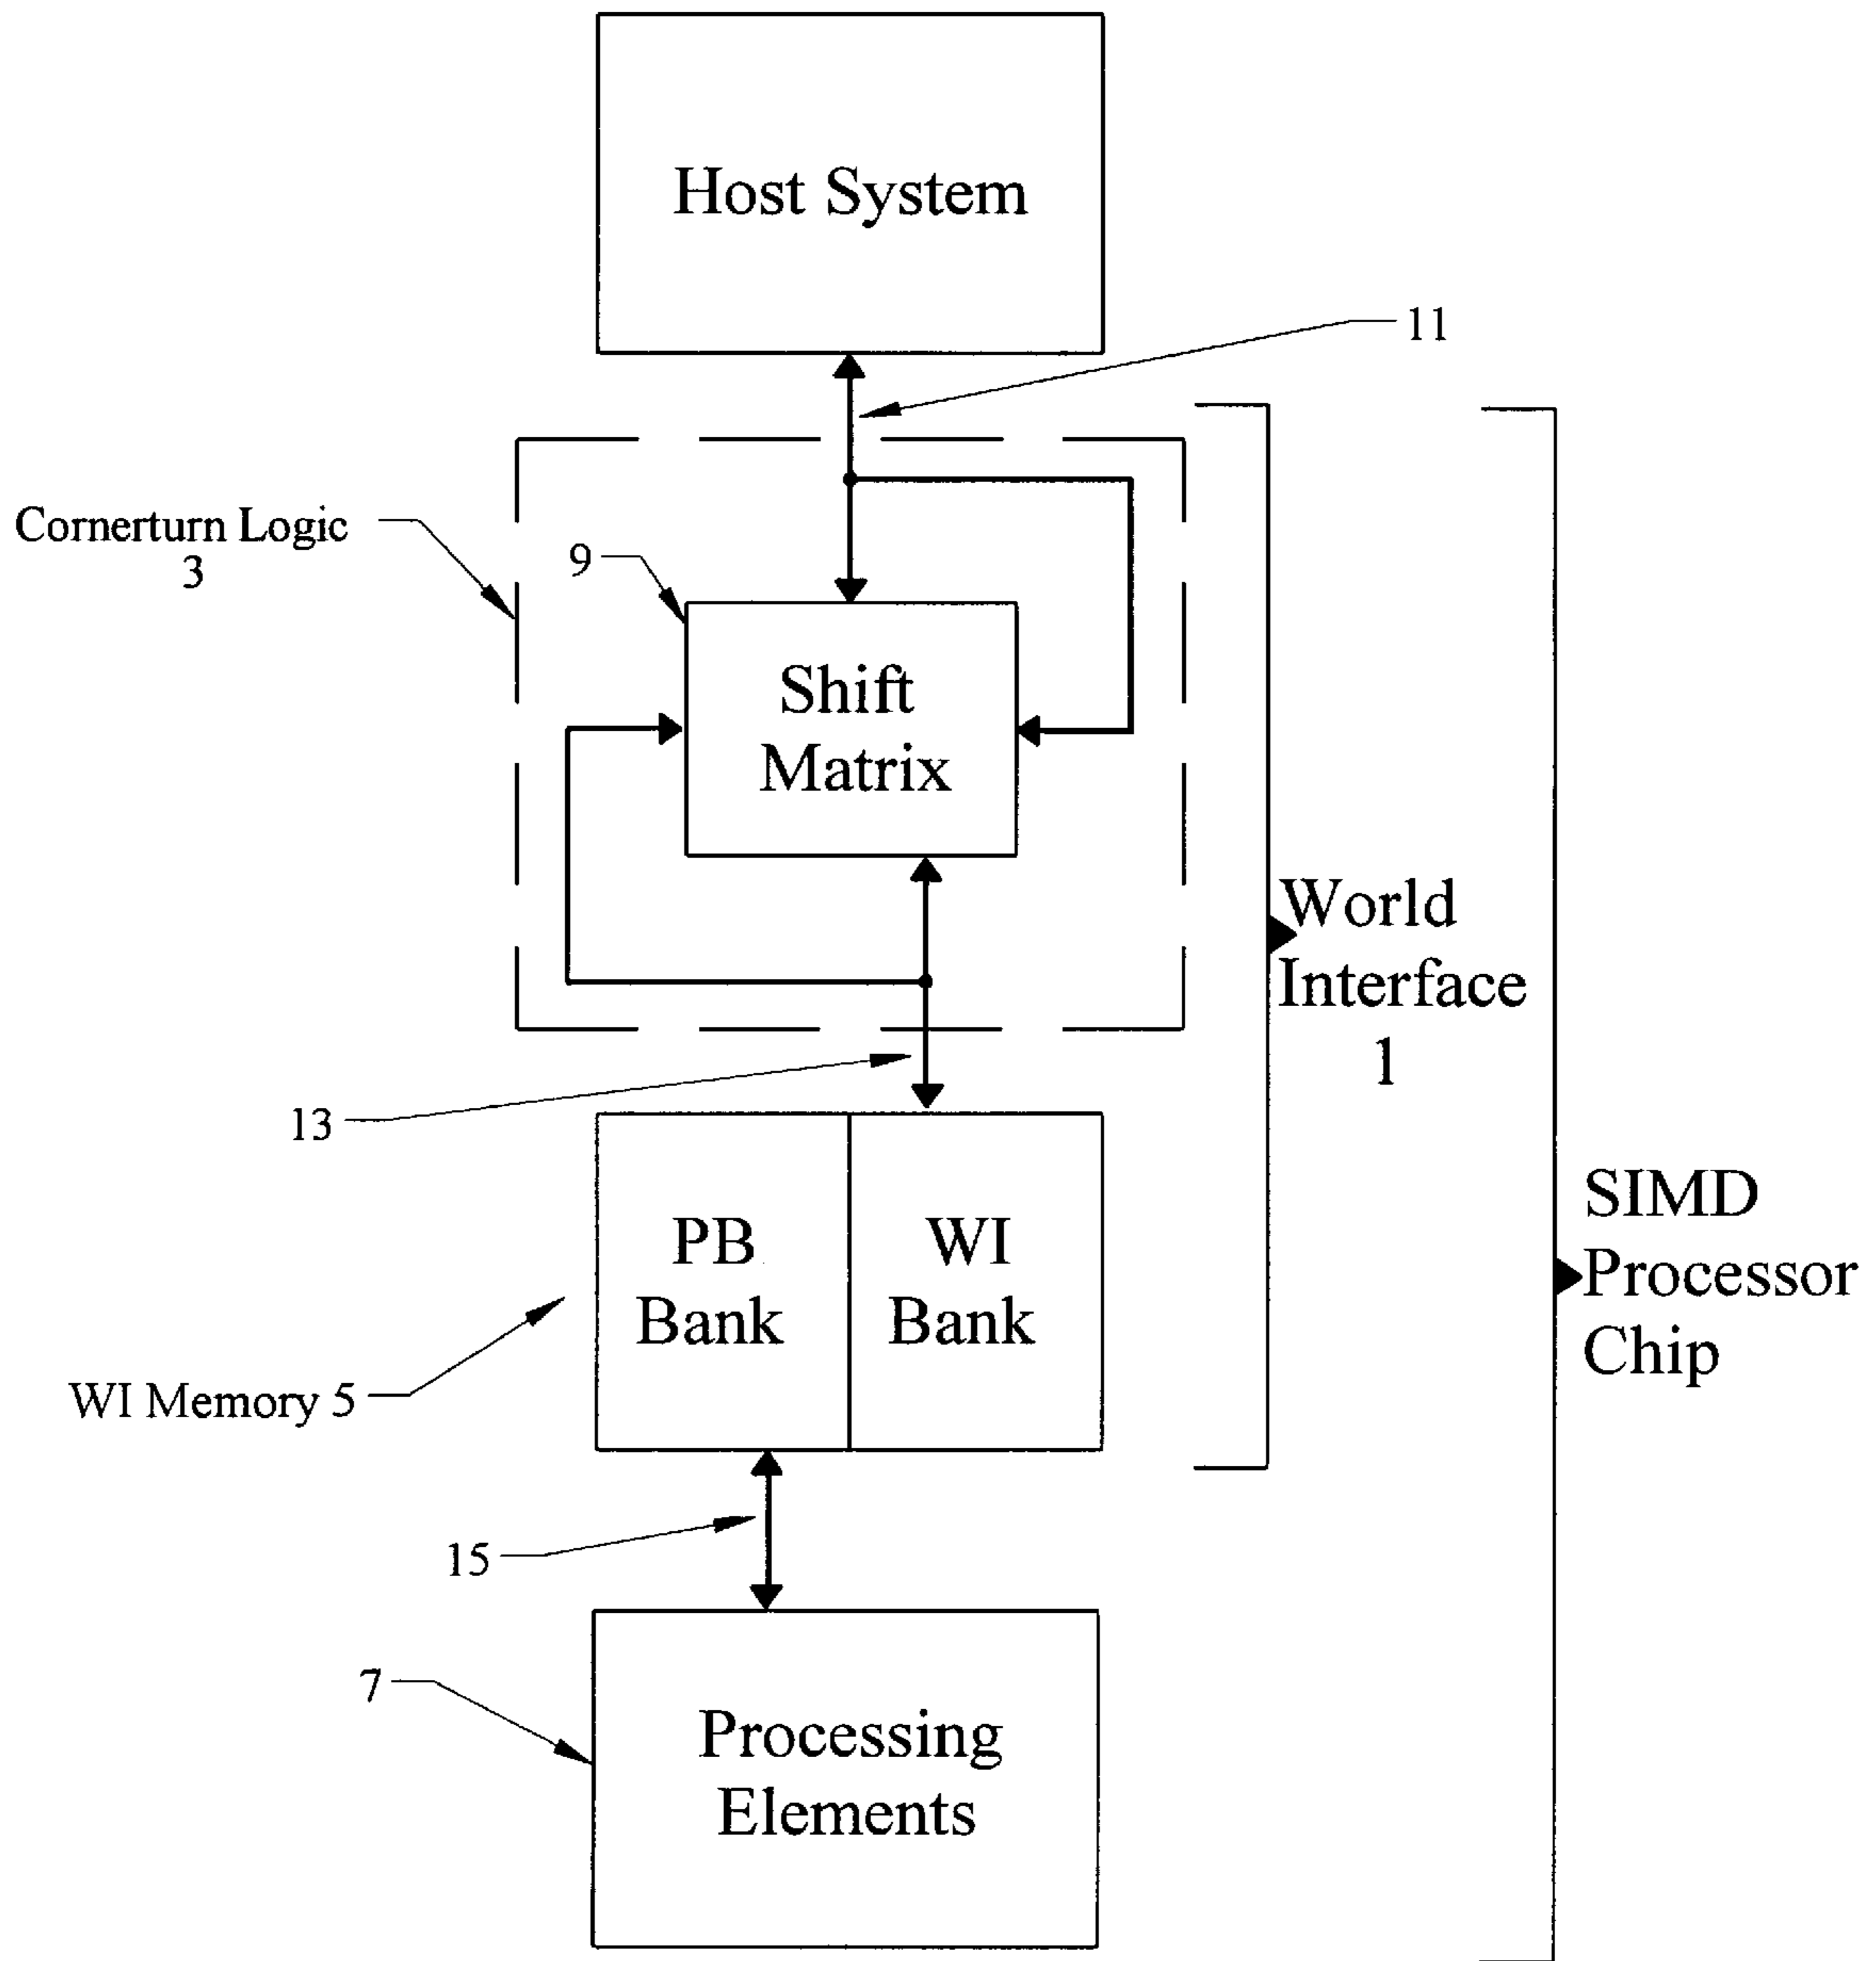 Host System
11
Cornerturn Logic
3
9
Shift
Matrix
World
Interface
1
13
PB
Bank
WI
Bank
WI Memory 5
SIMD
Processor
Chip
15
7
Processing
Elements